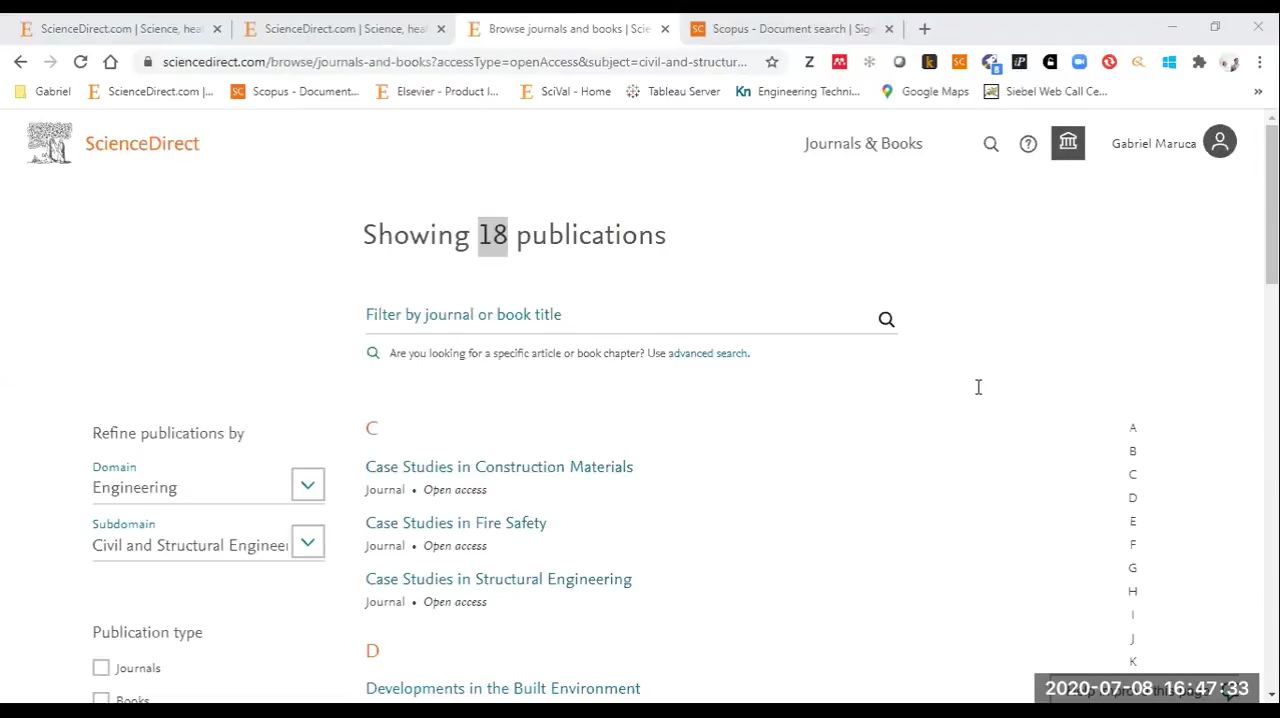 ScienceDirect.com | Science, heal
ScienceDirect.com | Science, heal
Browse journals and books | Scie
Scopus - Document search | Sign
sciencedirect.com/browse/journals-and-books?accessType=openAccess&subject=civil-and-structur...
Gabriel
ScienceDirect.com |...
Scopus - Document...
Elsevier - Product I...
SciVal - Home
Tableau Server
Kn Engineering Techni...
Google Maps
Siebel Web Call Ce...
ScienceDirect
Journals & Books
Gabriel Maruca
Showing 18 publications
Filter by journal or book title
Are you looking for a specific article or book chapter? Use advanced search.
Refine publications by
Domain
Engineering
Subdomain
Civil and Structural Engineer
Publication type
Journals
Books
C
Case Studies in Construction Materials
Journal • Open access
Case Studies in Fire Safety
Journal • Open access
Case Studies in Structural Engineering
Journal • Open access
D
Developments in the Built Environment
A
B
C
D
E
F
G
H
I
J
K
2020-07-08 16:47:33